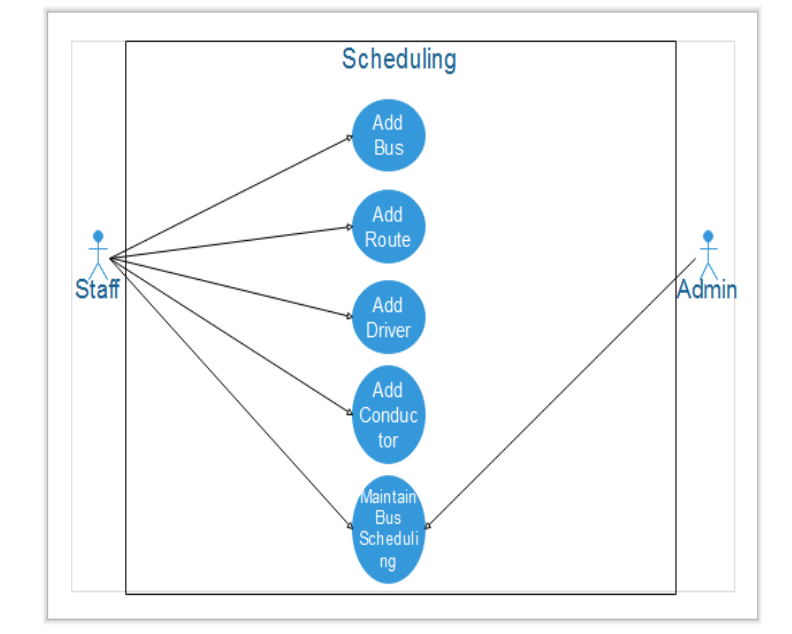 Scheduling
Add
Bus
Add
Route
Staff
Admin
Add
Driver
Add
Conduc
tor
Maintain
Bus
Scheduli
ng